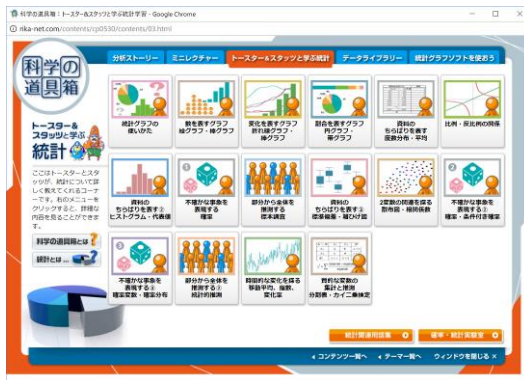 科学の道具箱：トースター&スタッツと学ぶ統計学習 - Google Chrome
rika-net.com/contents/cp0530/contents/03.html
科学の
道具箱
分析ストーリー
ミニレクチャー
トースター&スタッツと学ぶ統計
データライブラリー
統計グラフソフトを使おう
トースター&
スタッツと学ぶ
統計
ここはトースターとスタ
ッツが、統計について詳
しく教えてくれるコーナ
ーです。右のメニューを
クリックすると、詳細な
内容を見ることができま
す。
科学の道具箱とは?
統計とは...
統計グラフの
使いかた
数を表すグラフ
絵グラフ・棒グラフ
変化を表すグラフ
折れ線グラフ・
棒グラフ
割合を表すグラフ
円グラフ・
帯グラフ
資料の
ちらばりを表す
度数分布・平均
比例・反比例の関係
資料の
ちらばりを表す②
ヒストグラム・代表値
①
不確かな事象を
表現する
確率
部分から全体を
推測する
標本調査
資料の
ちらばりを表す③
標準偏差・箱ひげ図
2変数の関連を探る
散布図・相関係数
②
不確かな事象を
表現する②
確率・条件付き確率
③
不確かな事象を
表現する③
確率変数・確率分布
部分から全体を
推測する②
統計的推測
時間的な変化を探る
移動平均、指数、
変化率
質的な変数の
集計と推測
分割表・カイ二乗検定
統計関連用語集
確率・統計実験室
コンテンツ一覧へ
テーマ一覧へ
ウィンドウを閉じる ×